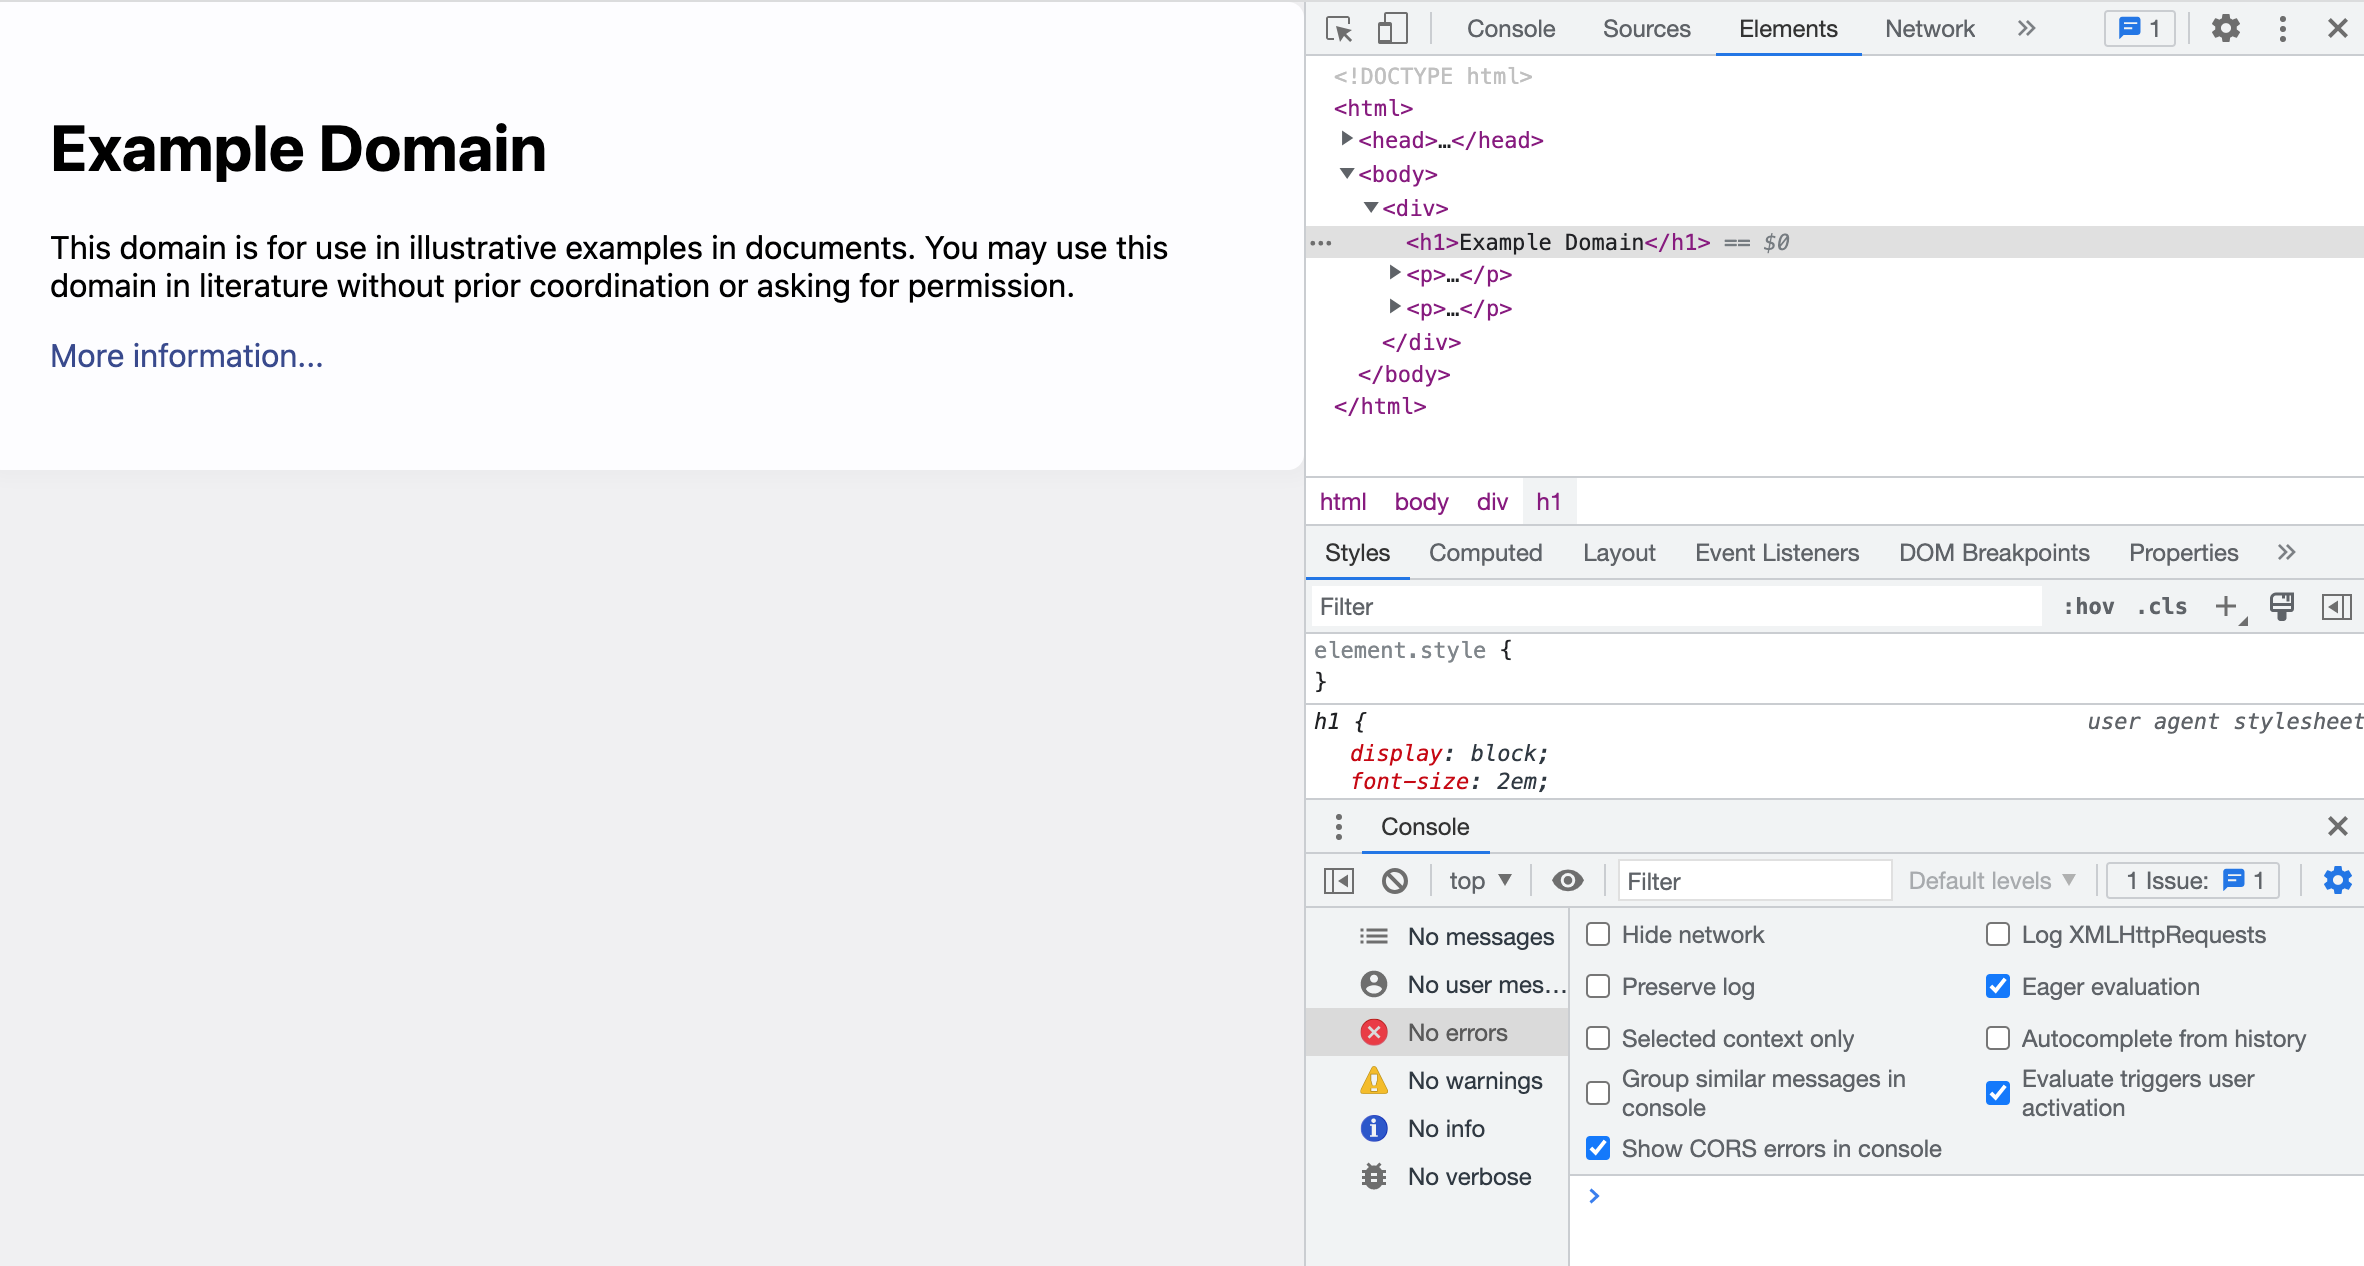 Example Domain
This domain is for use in illustrative examples in documents. You may use this
domain in literature without prior coordination or asking for permission.
More information...
Console Sources Elements Network » 1
<!DOCTYPE html>
<html>
<head>…</head>
<body>
<div>
<h1>Example Domain</h1> == $0
<p>…</p>
<p>…</p>
</div>
</body>
</html>
html body div h1
Styles Computed Layout Event Listeners DOM Breakpoints Properties »
Filter :hov .cls +
element.style {
}
h1 { user agent stylesheet
display: block;
font-size: 2em;
Console
top Filter Default levels 1 Issue: 1
No messages
No user mes…
No errors
No warnings
No info
No verbose
Hide network
Log XMLHttpRequests
Preserve log
Eager evaluation
Selected context only
Autocomplete from history
Group similar messages in
console
Evaluate triggers user
activation
Show CORS errors in console